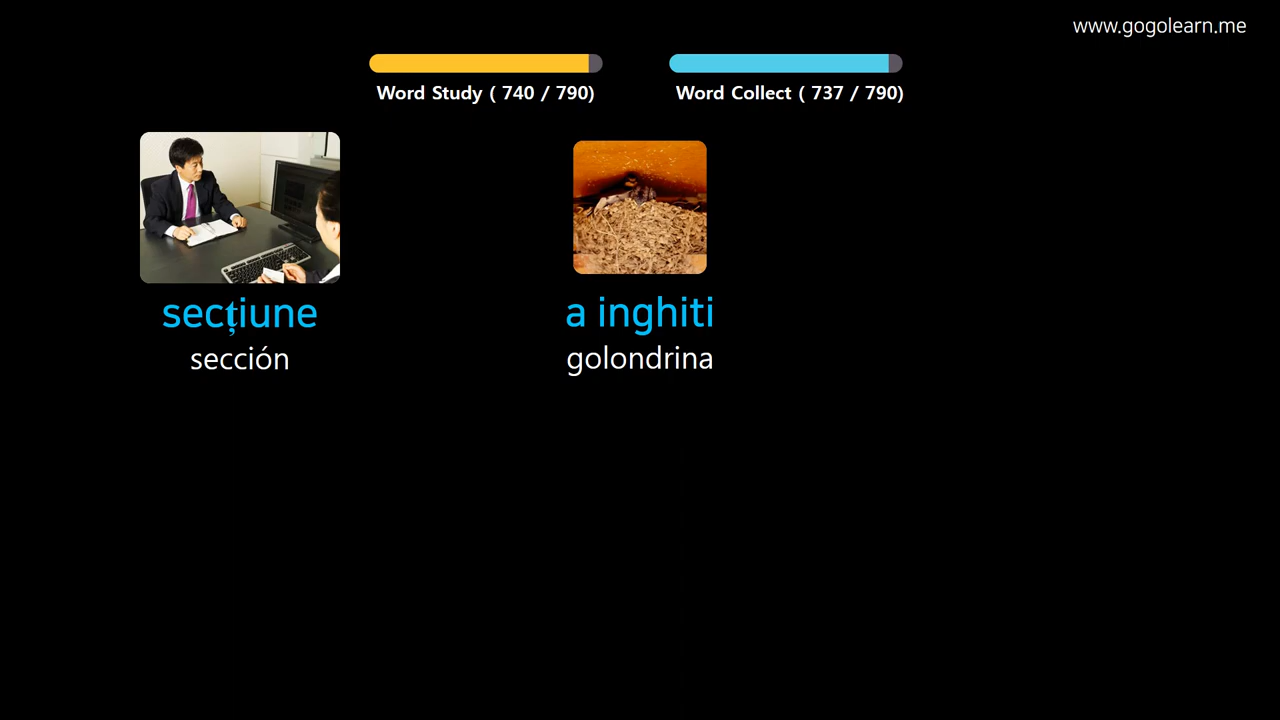 www.gogolearn.me
Word Study ( 740 / 790)
Word Collect ( 737 / 790)
secțiune
sección
a inghiti
golondrina